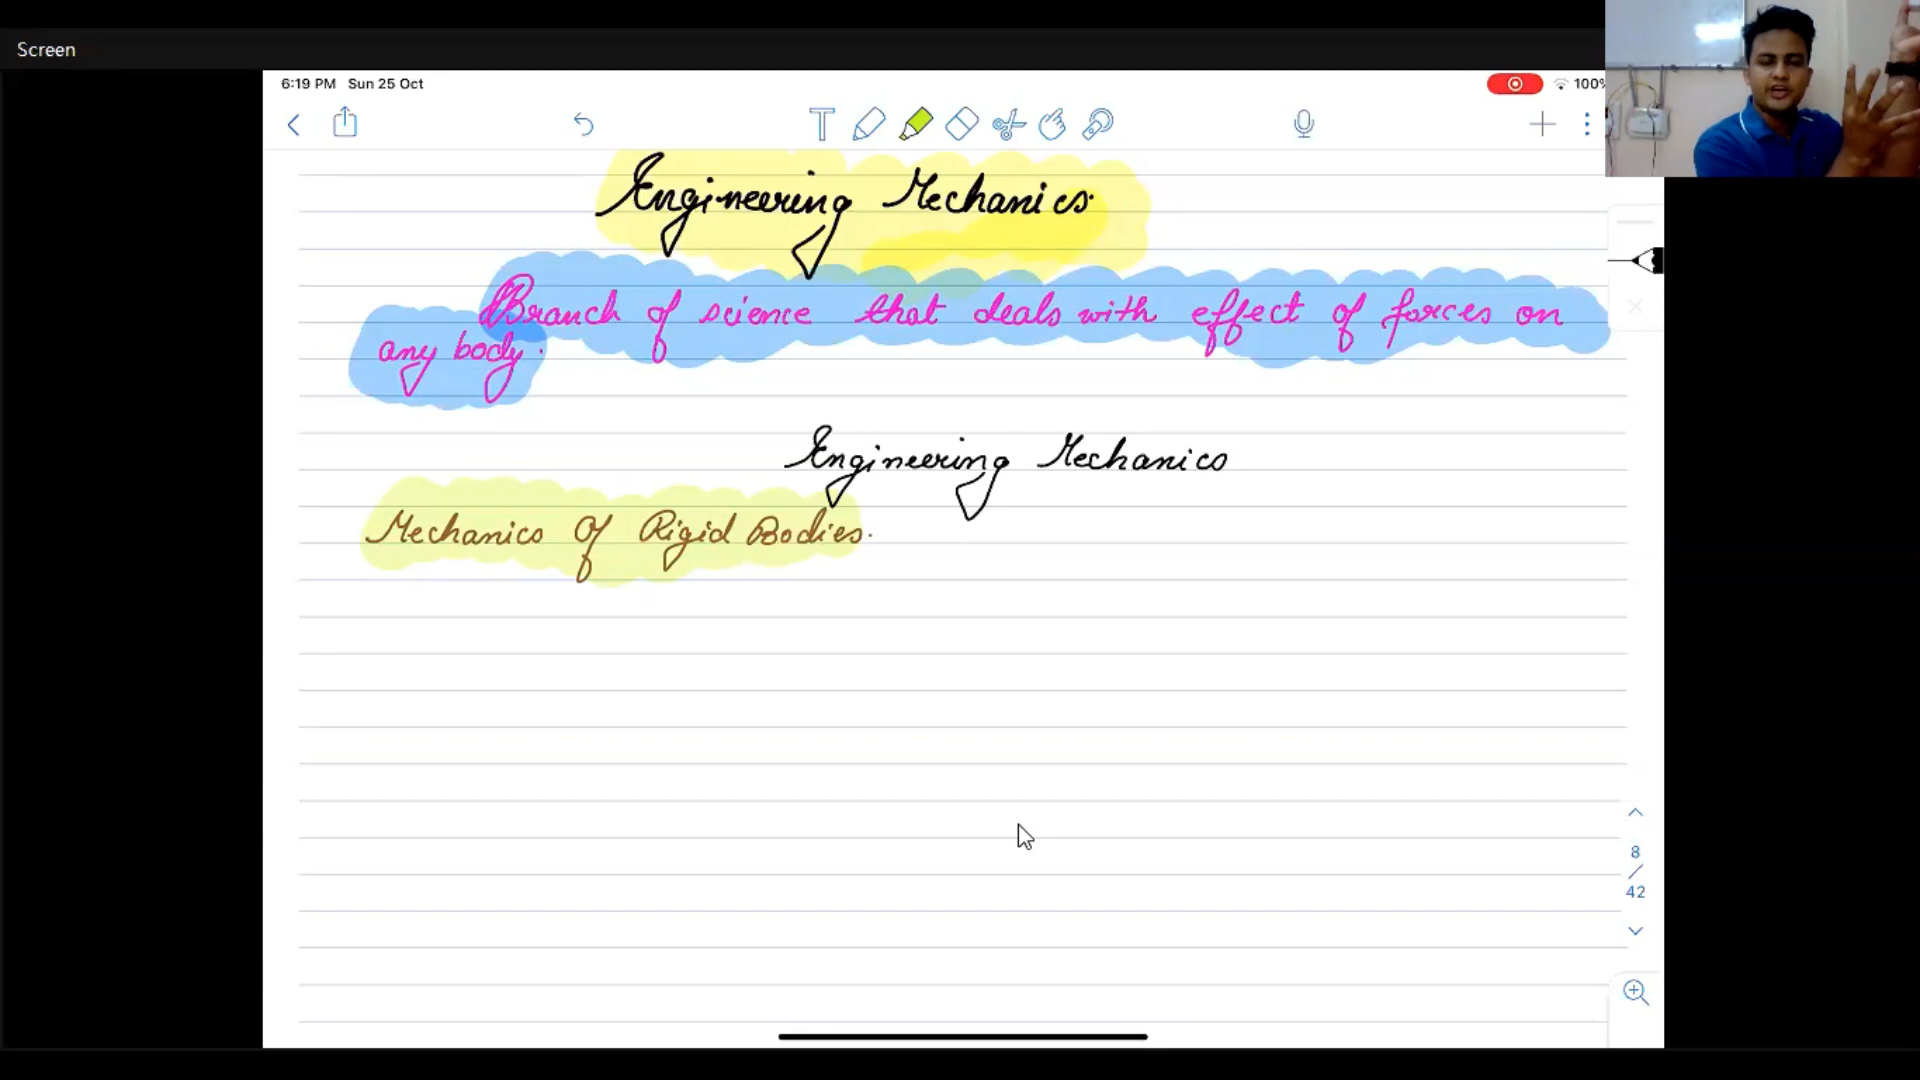 Screen
6:19 PM Sun 25 Oct
100%
Engineering Mechanics.
Branch of science that deals with effect of forces on
any body.
Engineering Mechanics
Mechanics Of Rigid Bodies.
8
/
42